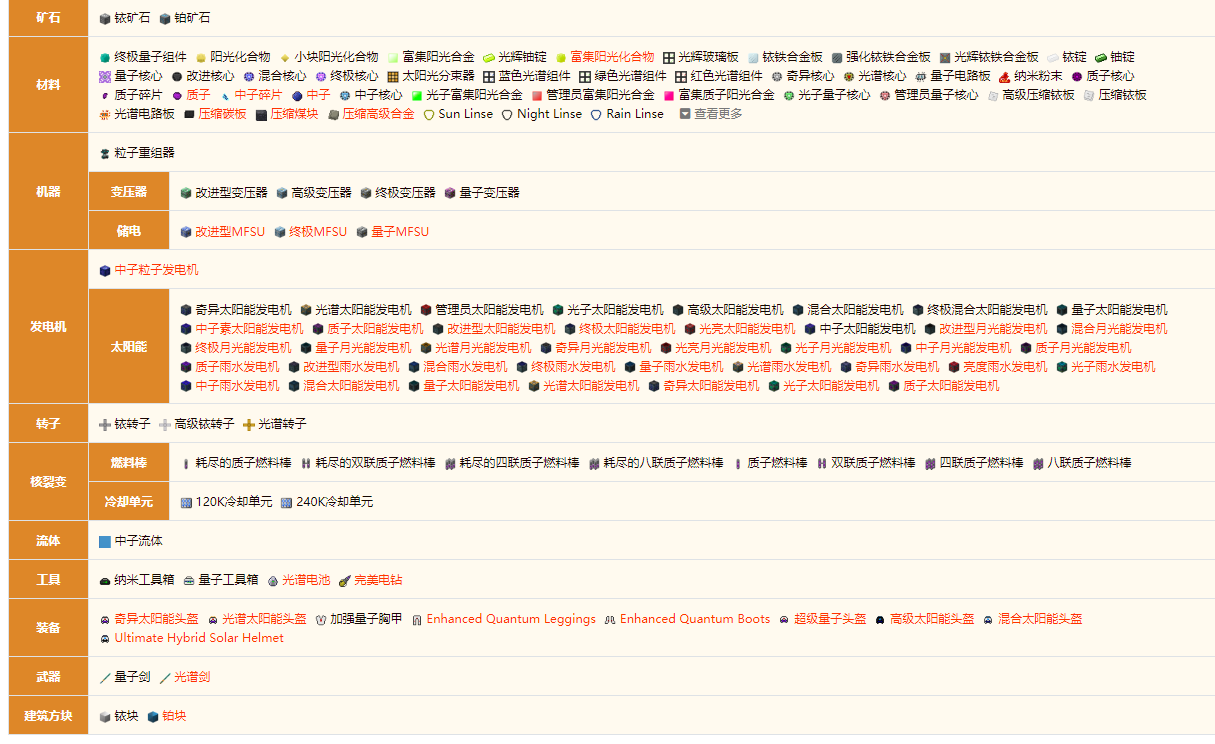 矿石
铱矿石 铂矿石
材料
终极量子组件 阳光化合物 小块阳光化合物 富集阳光合金 光辉铀锭 富集阳光化合物 光辉玻璃板 铱铁合金板 强化铱铁合金板 光辉铱铁合金板 铱锭 铀锭
量子核心 改进核心 混合核心 终极核心 太阳光分束器 蓝色光谱组件 绿色光谱组件 红色光谱组件 奇异核心 光谱核心 量子电路板 纳米粉末 质子核心
质子碎片 质子 中子碎片 中子 中子核心 光子富集阳光合金 管理员富集阳光合金 富集质子阳光合金 光子量子核心 管理员量子核心 高级压缩铱板 压缩铱板
光谱电路板 压缩碳板 压缩煤块 压缩高级合金 Sun Linse Night Linse Rain Linse 查看更多
机器
粒子重组器
变压器
改进型变压器 高级变压器 终极变压器 量子变压器
储电
改进型MFSU 终极MFSU 量子MFSU
发电机
中子粒子发电机
太阳能
奇异太阳能发电机 光谱太阳能发电机 管理员太阳能发电机 光子太阳能发电机 高级太阳能发电机 混合太阳能发电机 终极混合太阳能发电机 量子太阳能发电机
中子素太阳能发电机 质子太阳能发电机 改进型太阳能发电机 终极太阳能发电机 光亮太阳能发电机 中子太阳能发电机 改进型月光能发电机 混合月光能发电机
终极月光能发电机 量子月光能发电机 光谱月光能发电机 奇异月光能发电机 光亮月光能发电机 光子月光能发电机 中子月光能发电机 质子月光能发电机
质子雨水发电机 改进型雨水发电机 混合雨水发电机 终极雨水发电机 量子雨水发电机 光谱雨水发电机 奇异雨水发电机 亮度雨水发电机 光子雨水发电机
中子雨水发电机 混合太阳能发电机 量子太阳能发电机 光谱太阳能发电机 奇异太阳能发电机 光子太阳能发电机 质子太阳能发电机
转子
铱转子 高级铱转子 光谱转子
核裂变
燃料棒
耗尽的质子燃料棒 耗尽的双联质子燃料棒 耗尽的四联质子燃料棒 耗尽的八联质子燃料棒 质子燃料棒 双联质子燃料棒 四联质子燃料棒 八联质子燃料棒
冷却单元
120K冷却单元 240K冷却单元
流体
中子流体
工具
纳米工具箱 量子工具箱 光谱电池 完美电钻
装备
奇异太阳能头盔 光谱太阳能头盔 加强量子胸甲 Enhanced Quantum Leggings Enhanced Quantum Boots 超级量子头盔 高级太阳能头盔 混合太阳能头盔
Ultimate Hybrid Solar Helmet
武器
量子剑 光谱剑
建筑方块
铱块 铂块